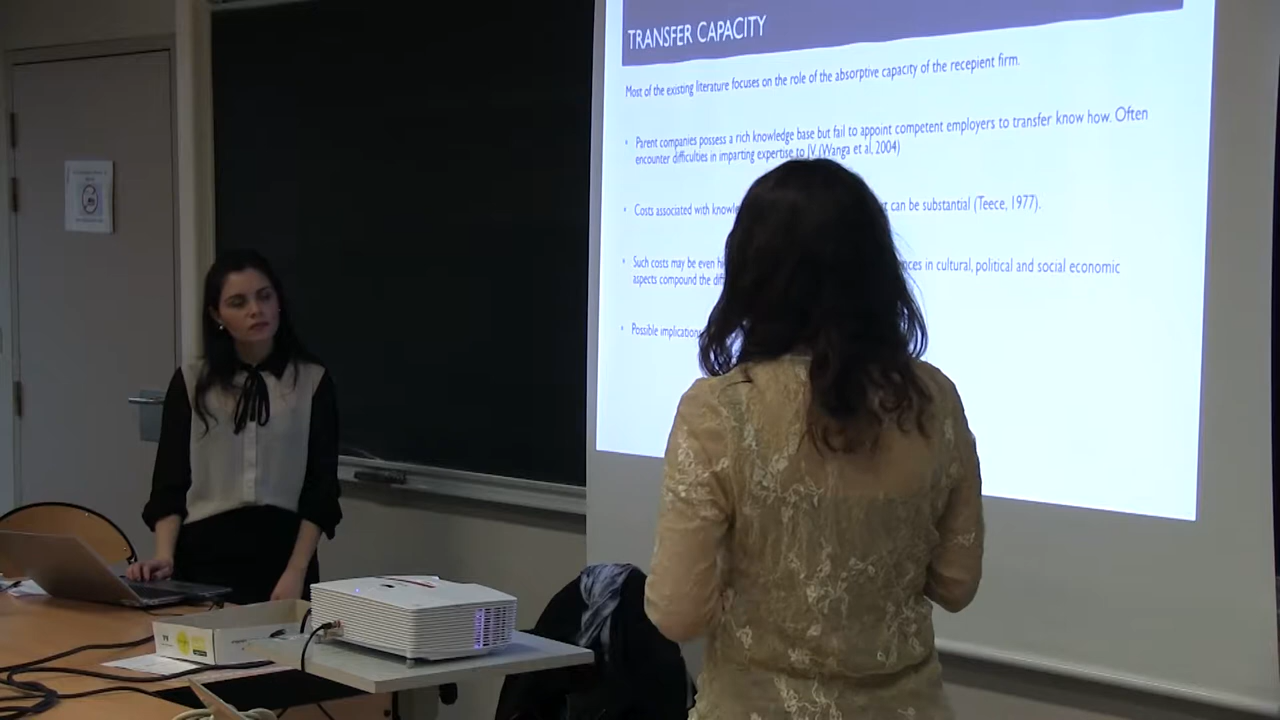 TRANSFER CAPACITY
Most of the existing literature focuses on the role of the absorptive capacity of the recepient firm.
• Parent companies possess a rich knowledge base but fail to appoint competent employers to transfer know how. Often
encounter difficulties in imparting expertise to JV. (Wanga et al, 2004)
• Costs associated with can be substantial (Teece, 1977).
• Such costs may be even in cultural, political and social economic
aspects compound the
• Possible implications